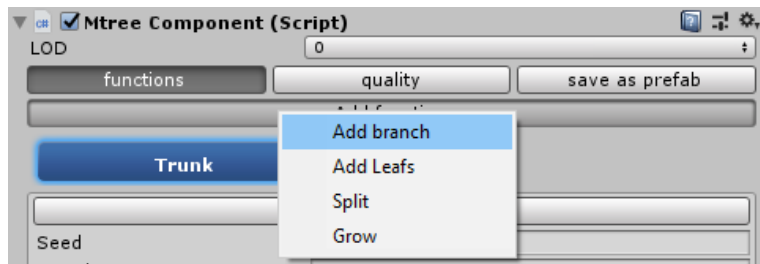 Mtree Component (Script)
LOD 0
functions quality save as prefab
Add branch
Trunk
Add Leafs
Split
Seed
Grow